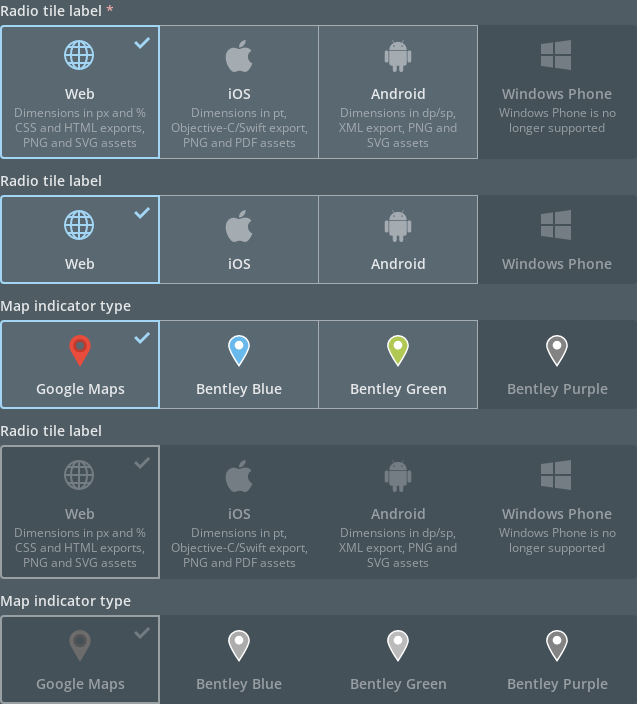 Radio tile label *
Web
iOS
Android
Windows Phone
Dimensions in px and %
CSS and HTML exports,
PNG and SVG assets
Dimensions in pt,
Objective-C/Swift export,
PNG and PDF assets
Dimensions in dp/sp,
XML export, PNG and
SVG assets
Windows Phone is no
longer supported
Radio tile label
Web
iOS
Android
Windows Phone
Map indicator type
Google Maps
Bentley Blue
Bentley Green
Bentley Purple
Radio tile label
Web
iOS
Android
Windows Phone
Dimensions in px and %
CSS and HTML exports,
PNG and SVG assets
Dimensions in pt,
Objective-C/Swift export,
PNG and PDF assets
Dimensions in dp/sp,
XML export, PNG and
SVG assets
Windows Phone is no
longer supported
Map indicator type
Google Maps
Bentley Blue
Bentley Green
Bentley Purple